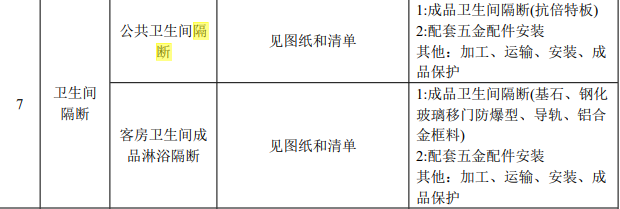 7
卫生间
隔断
公共卫生间隔
断
见图纸和清单
1:成品卫生间隔断(抗倍特板)
2:配套五金配件安装
其他：加工、运输、安装、成
品保护
客房卫生间成
品淋浴隔断
见图纸和清单
1:成品卫生间隔断(基石、钢化
玻璃移门防爆型、导轨、铝合
金框料)
2:配套五金配件安装
其他：加工、运输、安装、成
品保护